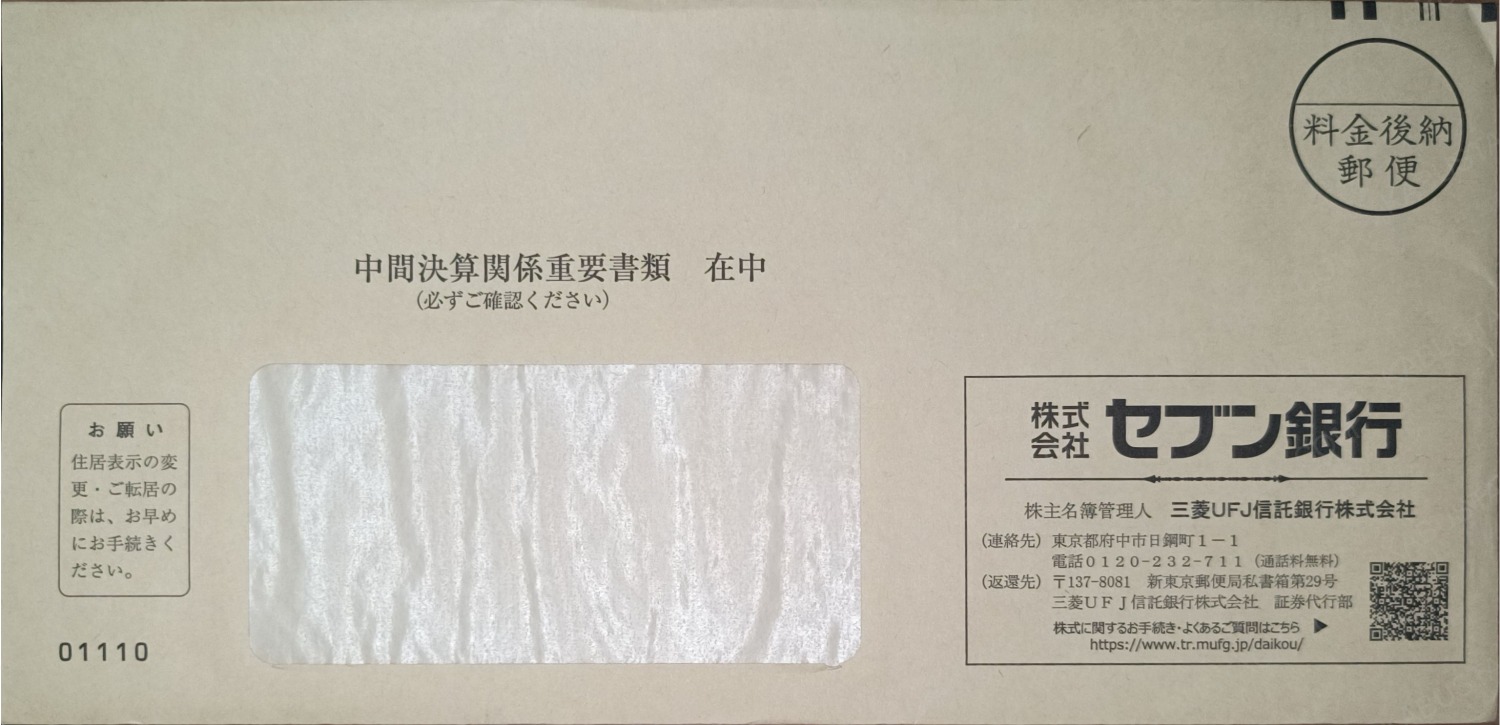 料金後納
郵便
中間決算関係重要書類　在中
（必ずご確認ください）
お願い
住居表示の変
更・ご転居の
際は、お早め
にお手続きく
ださい。
01110
株式会社 セブン銀行
株主名簿管理人　三菱UFJ信託銀行株式会社
（連絡先）東京都府中市日鋼町１－１
電話０１２０－２３２－７１１（通話料無料）
（返還先）〒137-8081　新東京郵便局私書箱第29号
三菱ＵＦＪ信託銀行株式会社　証券代行部
株式に関するお手続き・よくあるご質問はこちら ▶
https://www.tr.mufg.jp/daikou/